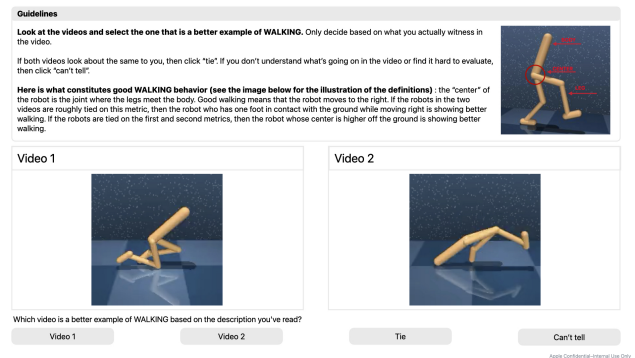 Guidelines
Look at the videos and select the one that is a better example of WALKING. Only decide based on what you actually witness in
the video.
If both videos look about the same to you, then click "tie". If you don't understand what's going on in the video or find it hard to evaluate,
then click "can't tell".
Here is what constitutes good WALKING behavior (see the image below for the illustration of the definitions) : the "center" of
the robot is the joint where the legs meet the body. Good walking means that the robot moves to the right. If the robots in the two
videos are roughly tied on this metric, then the robot who has one foot in contact with the ground while moving right is showing better
walking. If the robots are tied on the first and second metrics, then the robot whose center is higher off the ground is showing better
walking.
Video 1
Video 2
Which video is a better example of WALKING based on the description you've read?
Video 1
Video 2
Tie
Can't tell
Apple Confidential–Internal Use Only